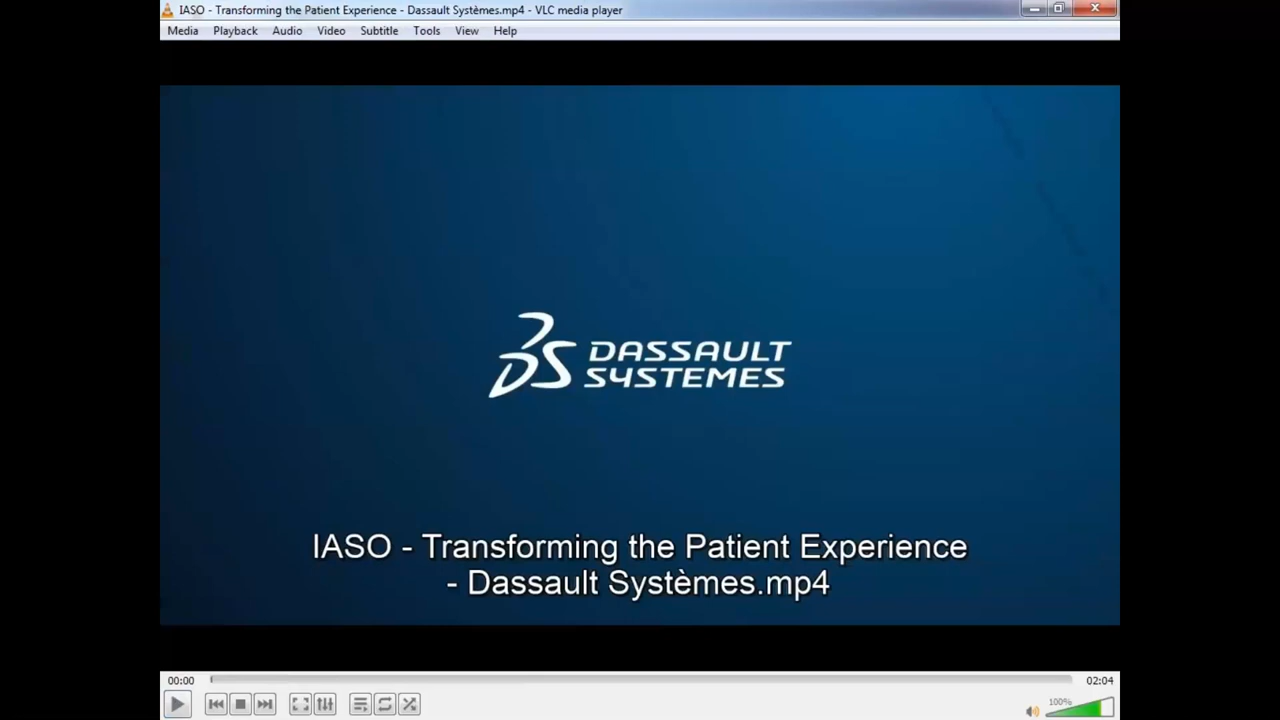 IASO - Transforming the Patient Experience - Dassault Systèmes.mp4 - VLC media player
Media Playback Audio Video Subtitle Tools View Help
DASSAULT
SYSTEMES
IASO - Transforming the Patient Experience
- Dassault Systèmes.mp4
00:00 02:04
100%